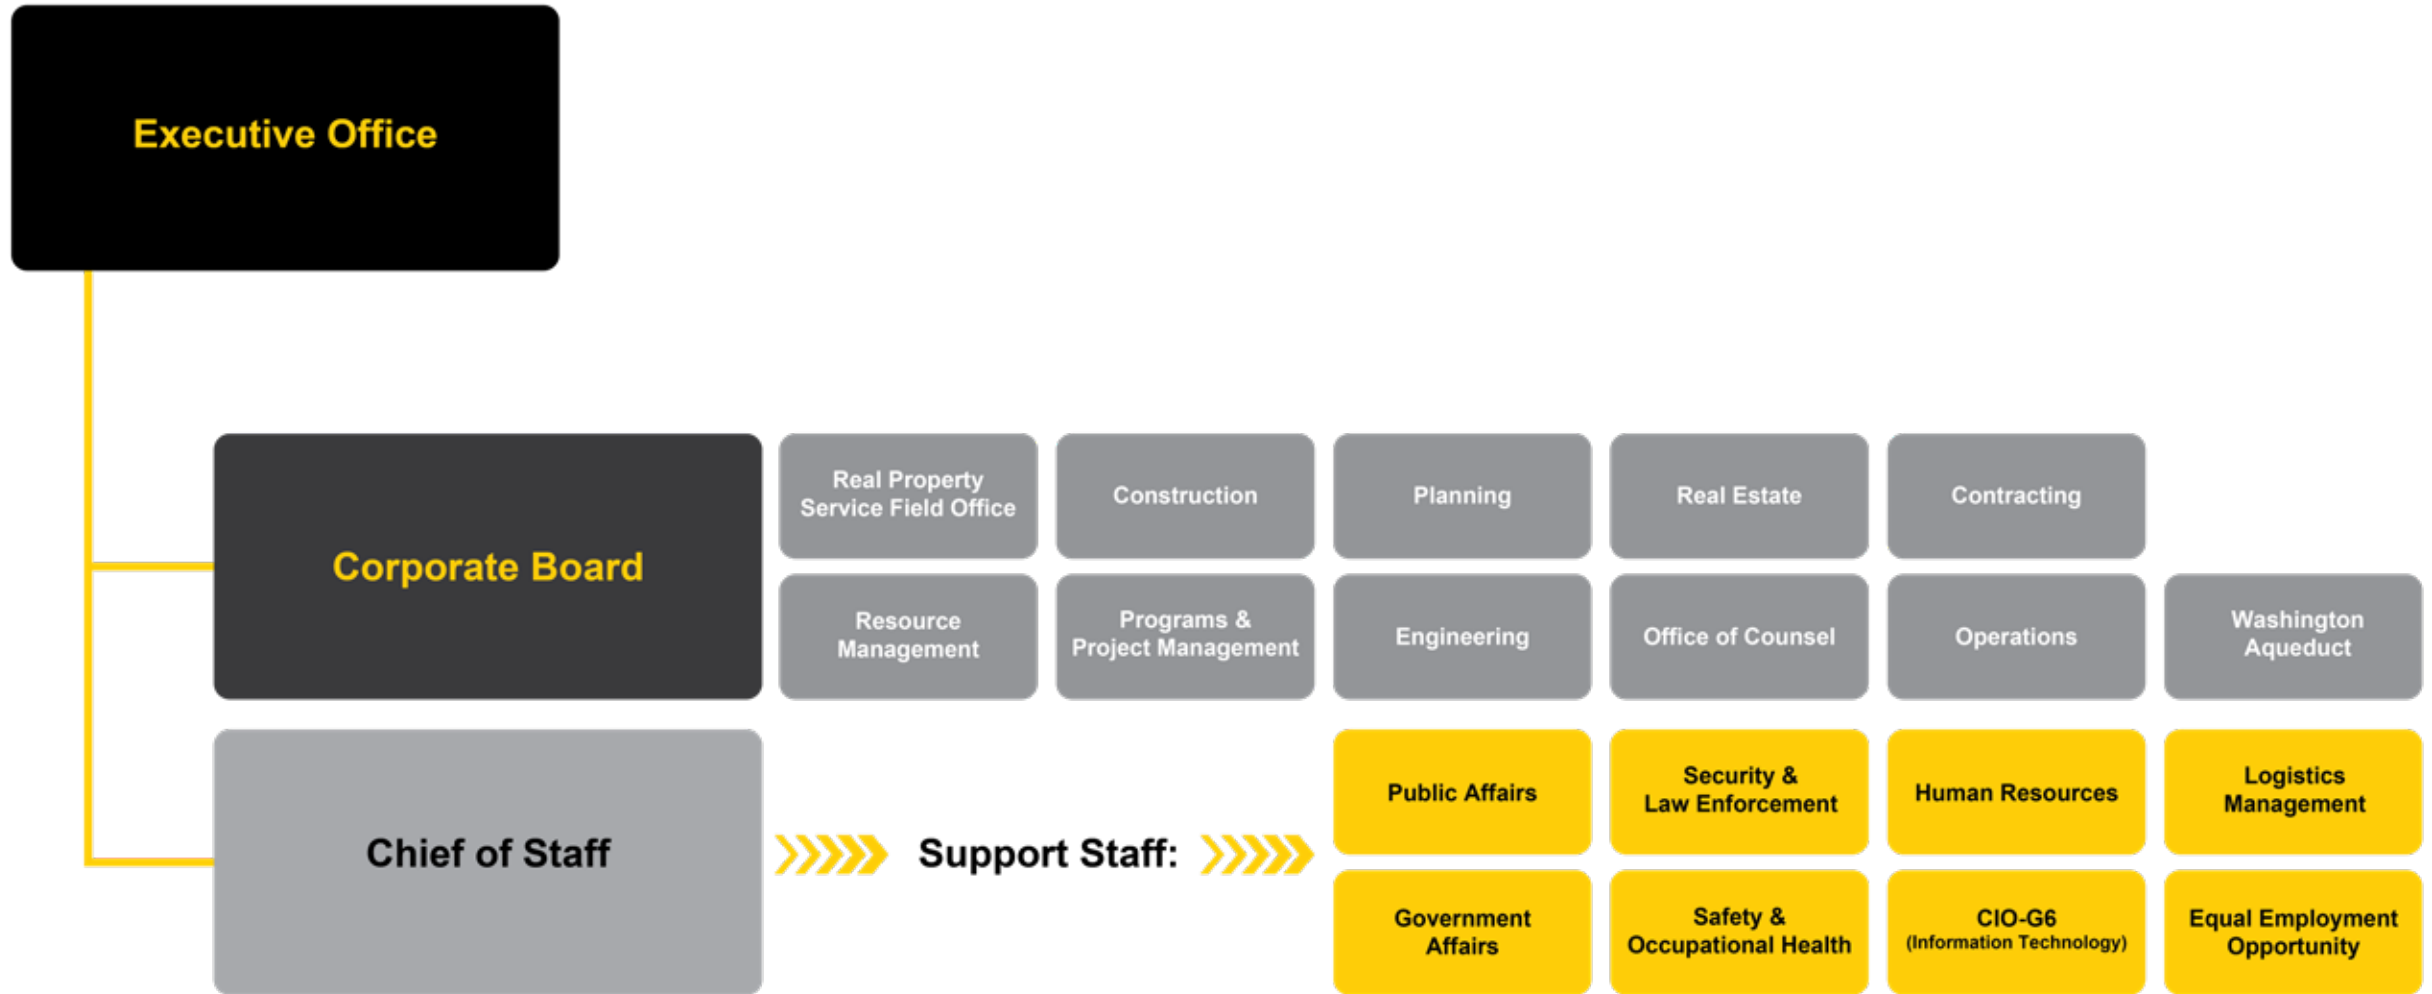 Executive Office
Corporate Board
Real Property
Service Field Office
Construction
Planning
Real Estate
Contracting
Resource
Management
Programs &
Project Management
Engineering
Office of Counsel
Operations
Washington
Aqueduct
Chief of Staff
Support Staff:
Public Affairs
Security &
Law Enforcement
Human Resources
Logistics
Management
Government
Affairs
Safety &
Occupational Health
CIO-G6
(Information Technology)
Equal Employment
Opportunity